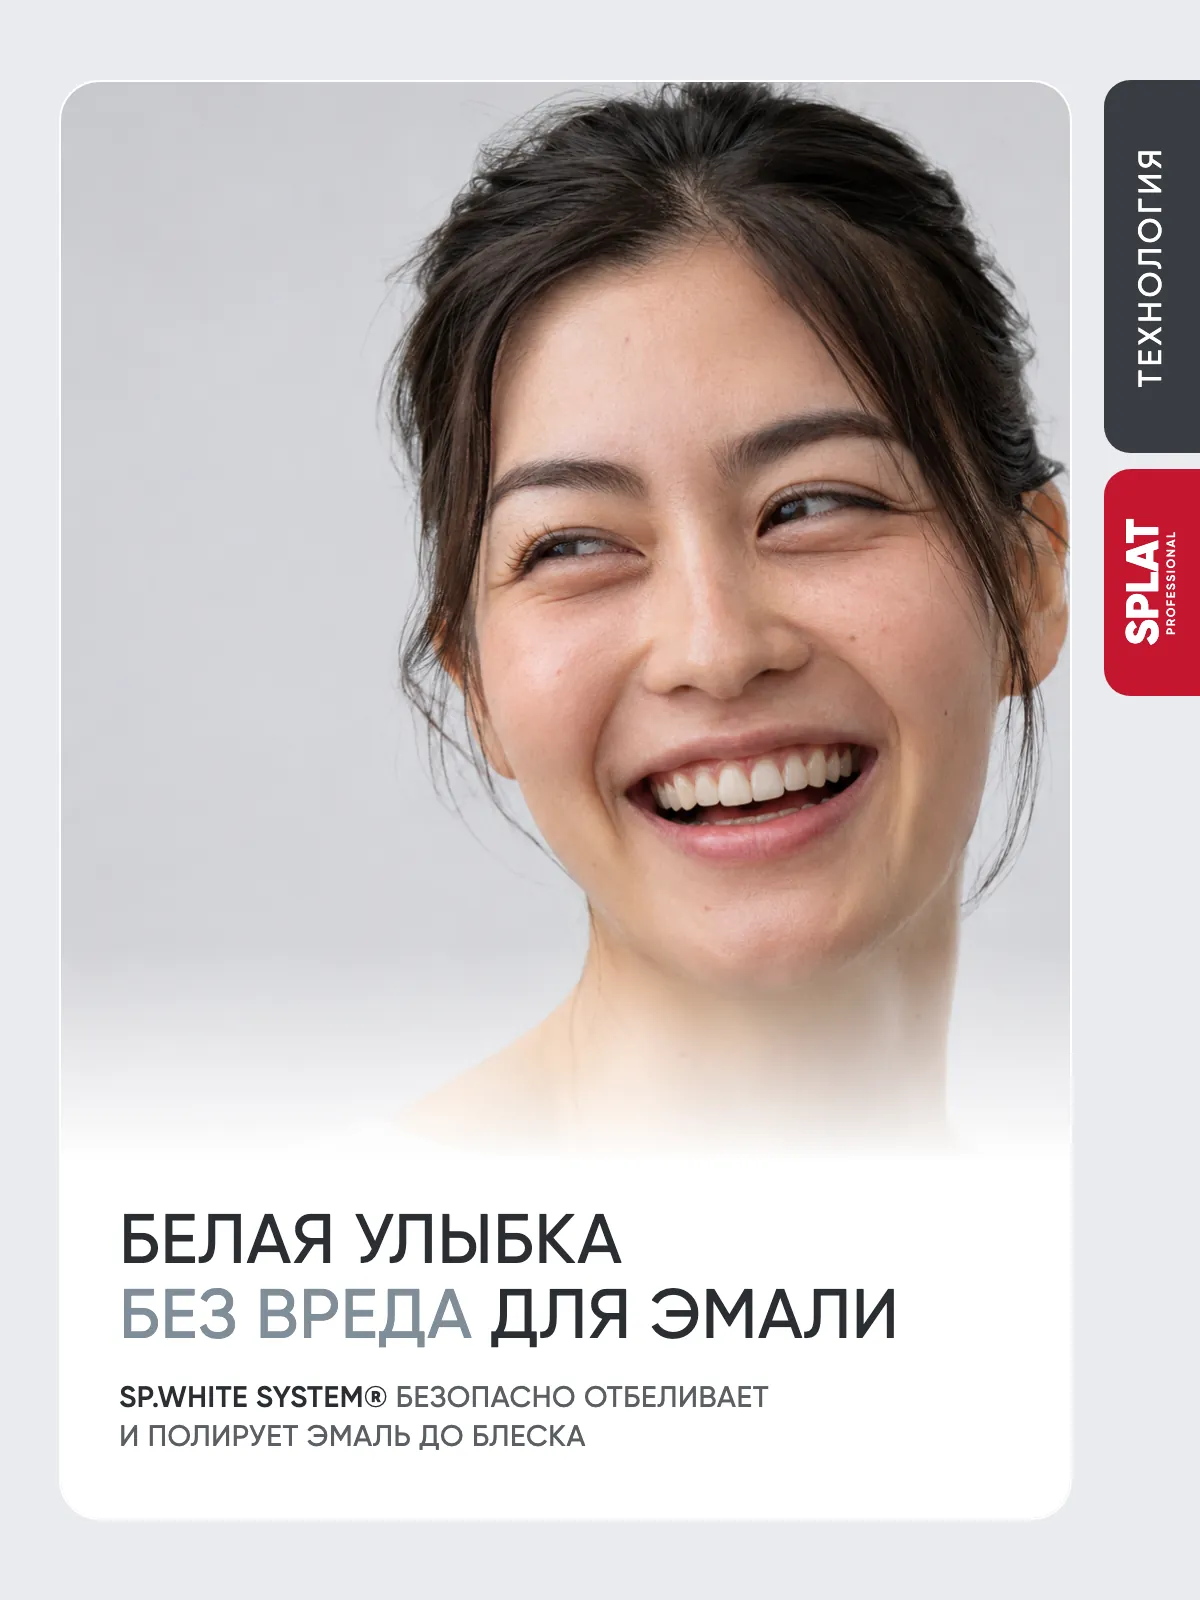 БЕЛАЯ УЛЫБКА
БЕЗ ВРЕДА ДЛЯ ЭМАЛИ
SP.WHITE SYSTEM® БЕЗОПАСНО ОТБЕЛИВАЕТ
И ПОЛИРУЕТ ЭМАЛЬ ДО БЛЕСКА
ТЕХНОЛОГИЯ
SPLAT
PROFESSIONAL